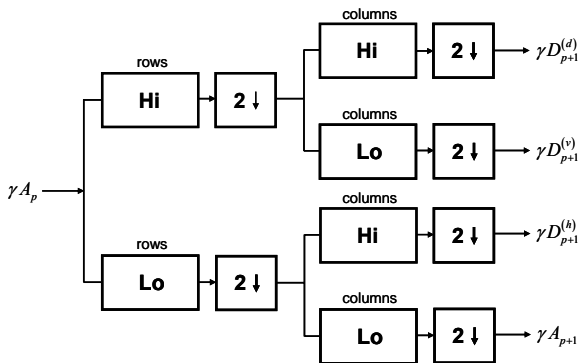 columns
Hi 2↓ γD_{p+1}^{(d)}
rows
Hi 2↓
columns
Lo 2↓ γD_{p+1}^{(v)}
γA_p
columns
Hi 2↓ γD_{p+1}^{(h)}
rows
Lo 2↓
columns
Lo 2↓ γA_{p+1}